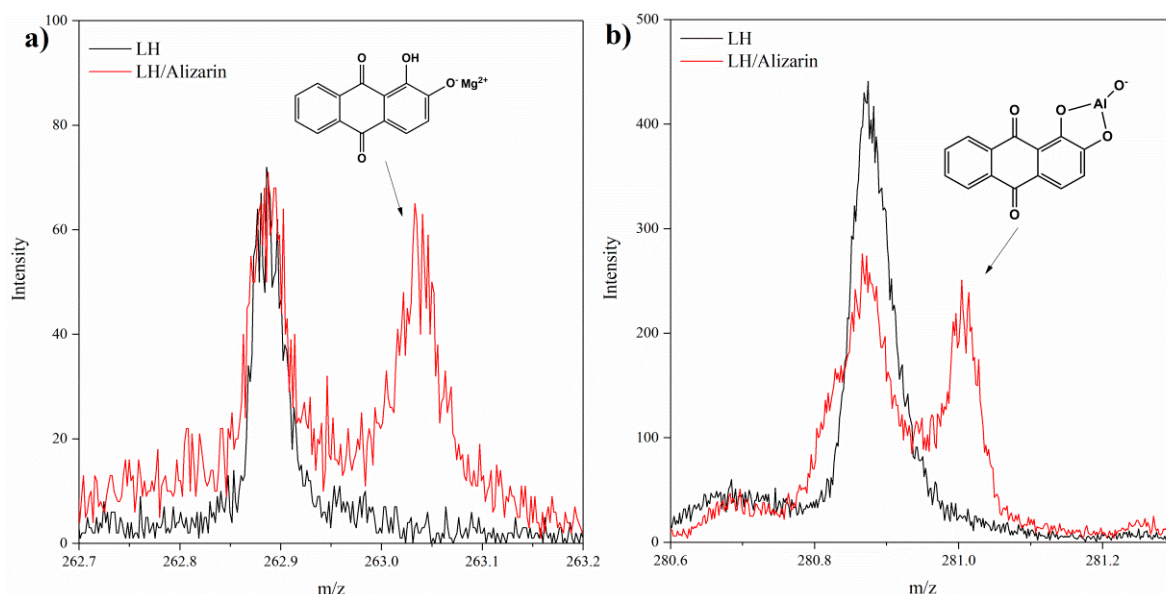 a)
LH
LH/Alizarin
O
OH
O⁻ Mg²⁺
O
100
80
60
40
20
0
Intensity
262.7 262.8 262.9 263.0 263.1 263.2
m/z
b)
LH
LH/Alizarin
O⁻
Al
O
O
O
O
500
400
300
200
100
0
Intensity
280.6 280.8 281.0 281.2
m/z